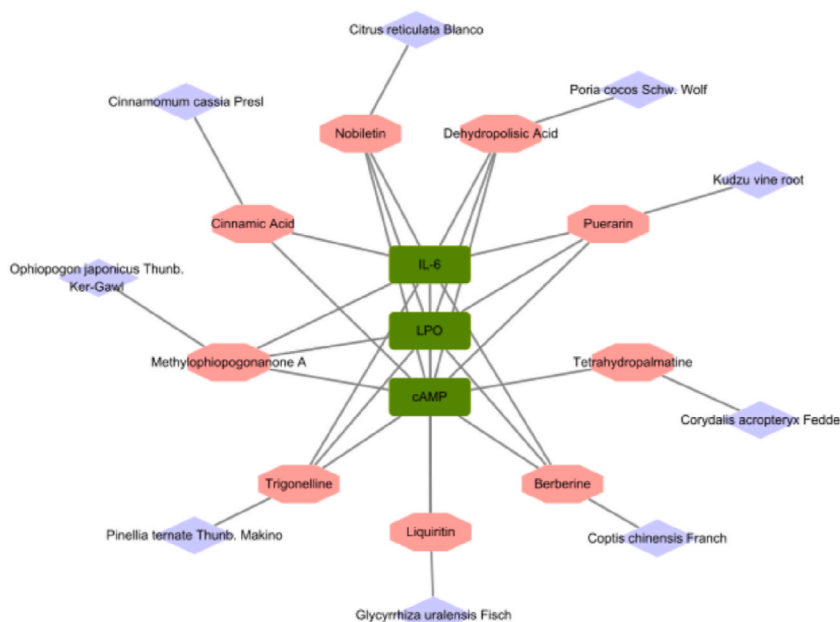 Citrus reticulata Blanco
Poria cocos Schw. Wolf
Cinnamomum cassia Presl
Nobiletin
Dehydropolisic Acid
Kudzu vine root
Cinnamic Acid
Puerarin
IL-6
Ophiopogon japonicus Thunb.
Ker-Gawl
LPO
Methylophiopogonanone A
Tetrahydropalmatine
cAMP
Corydalis acropteryx Fedde
Trigonelline
Berberine
Pinellia ternate Thunb. Makino
Liquiritin
Coptis chinensis Franch
Glycyrrhiza uralensis Fisch